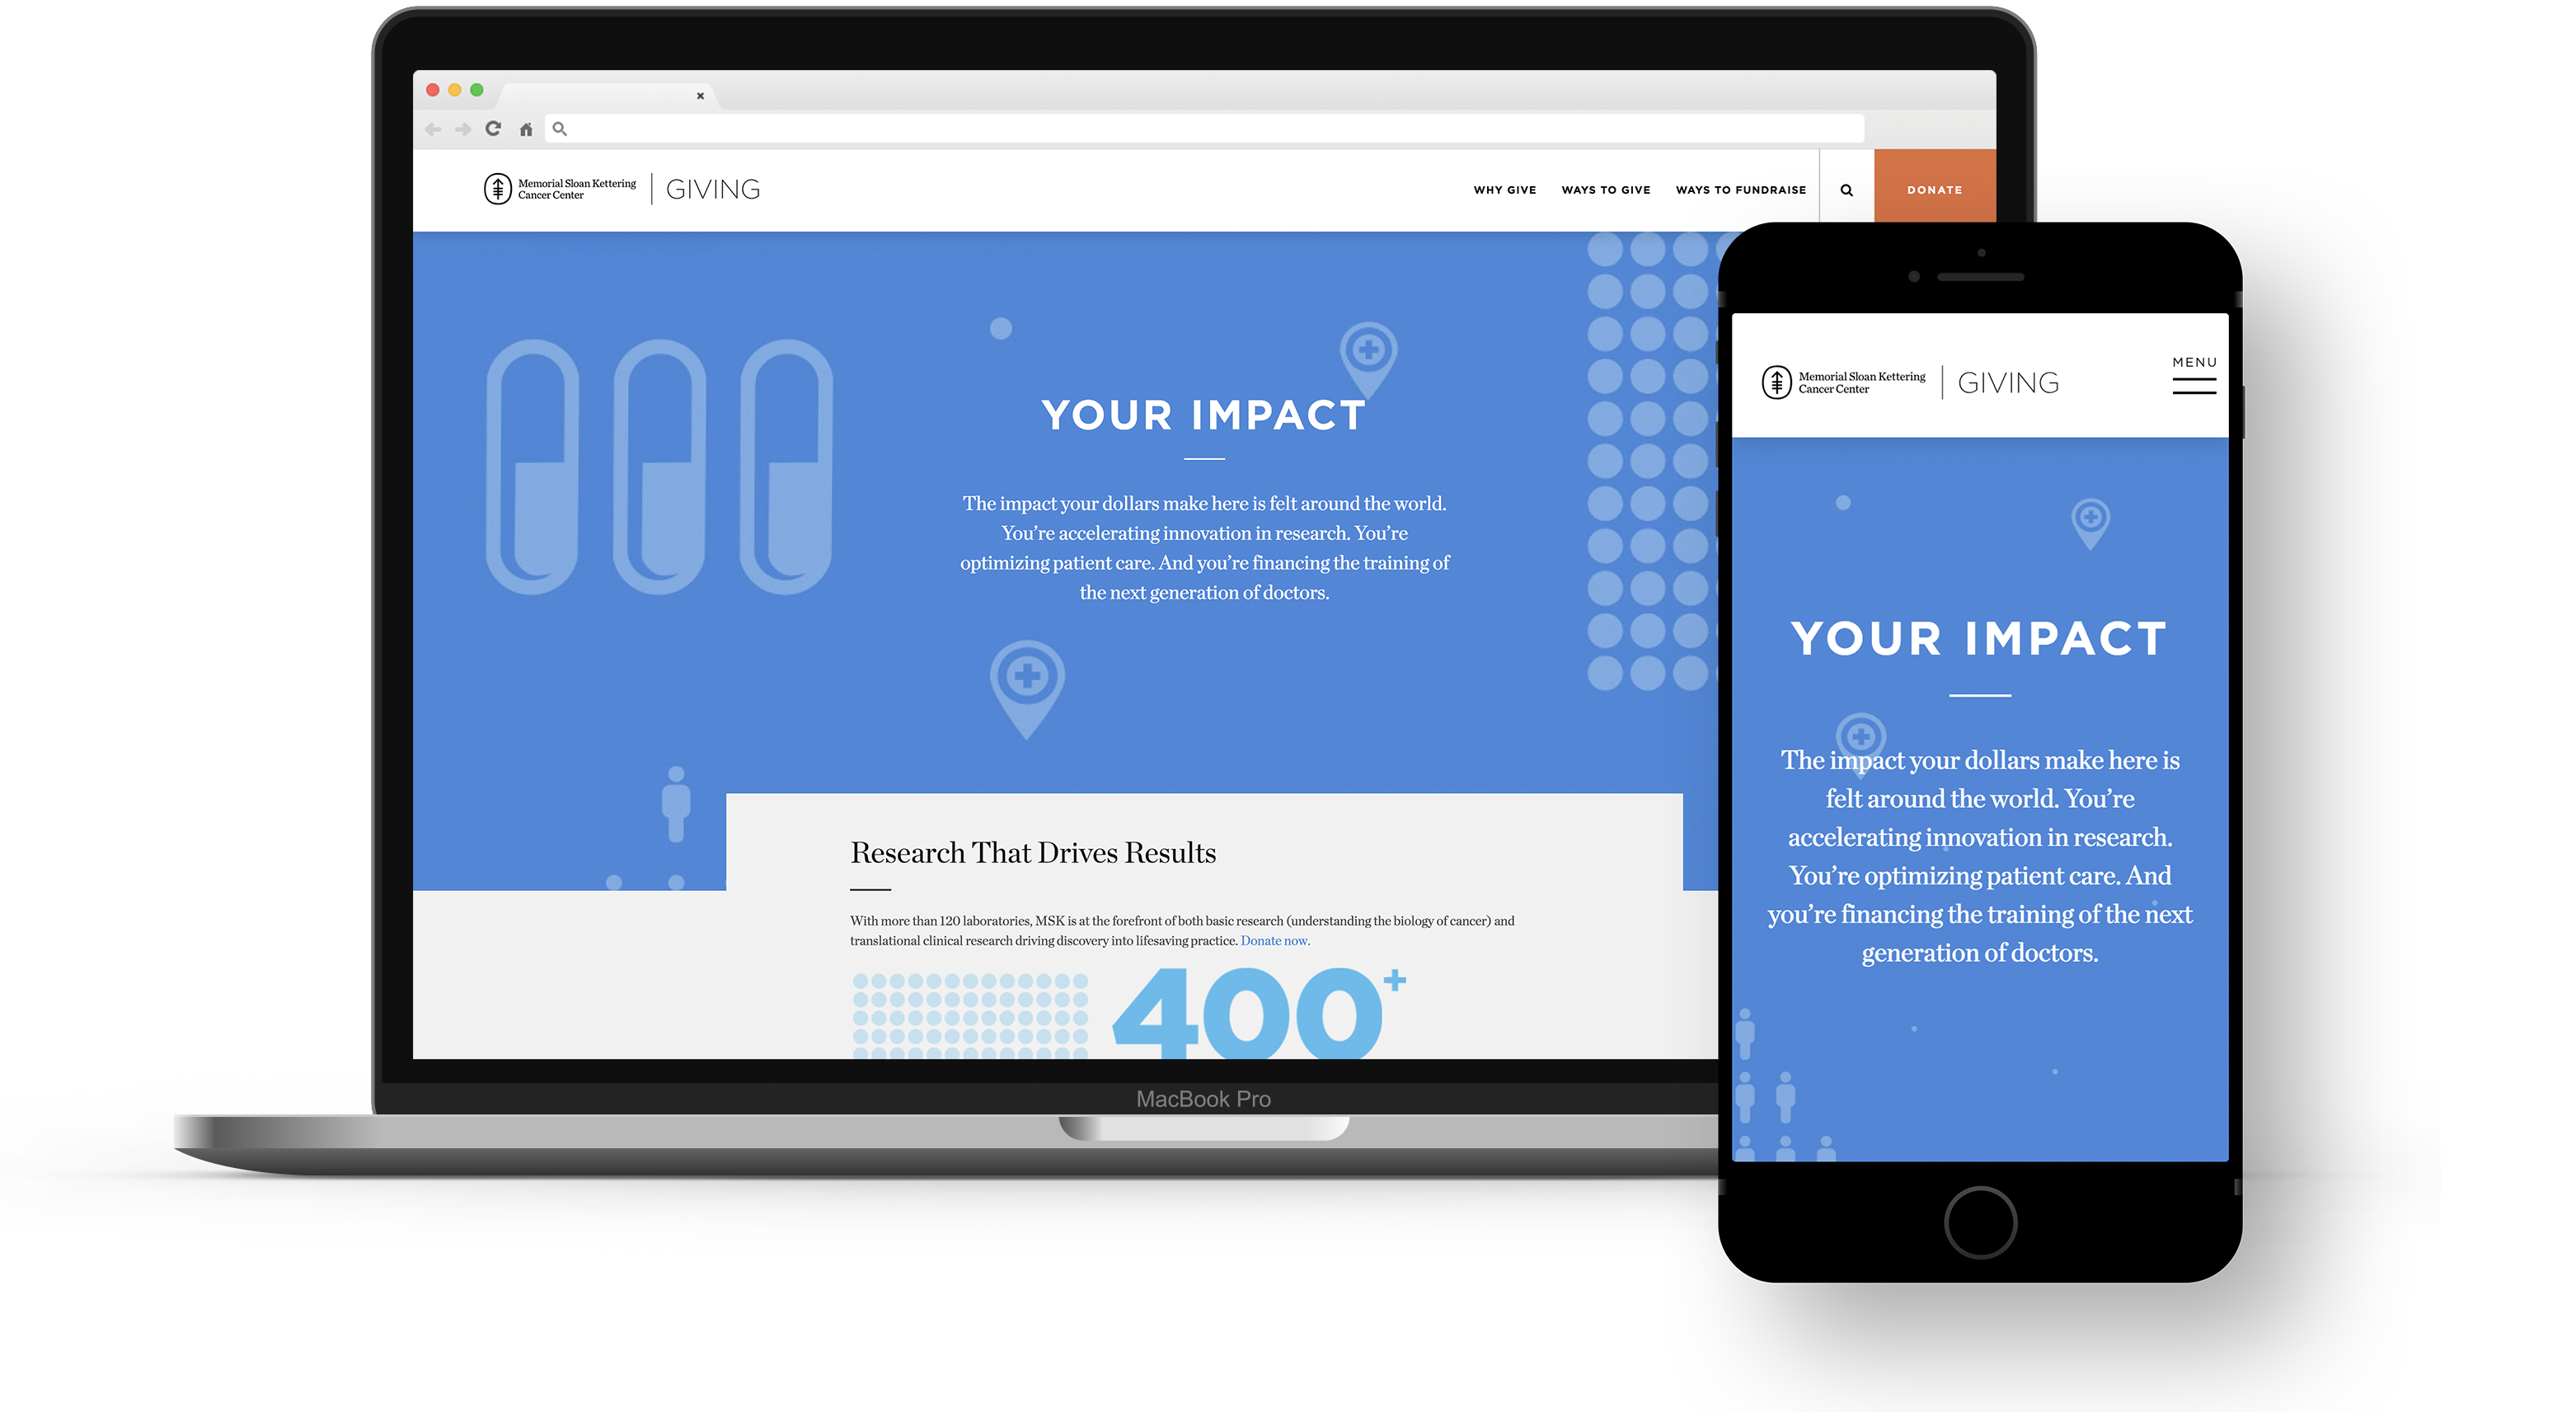 Memorial Sloan Kettering
Cancer Center
GIVING
WHY GIVE
WAYS TO GIVE
WAYS TO FUNDRAISE
DONATE
YOUR IMPACT
The impact your dollars make here is felt around the world.
You’re accelerating innovation in research. You’re
optimizing patient care. And you’re financing the training of
the next generation of doctors.
Research That Drives Results
With more than 120 laboratories, MSK is at the forefront of both basic research (understanding the biology of cancer) and
translational clinical research driving discovery into lifesaving practice. Donate now.
400+
MacBook Pro
Memorial Sloan Kettering
Cancer Center
GIVING
MENU
YOUR IMPACT
The impact your dollars make here is
felt around the world. You’re
accelerating innovation in research.
You’re optimizing patient care. And
you’re financing the training of the next
generation of doctors.